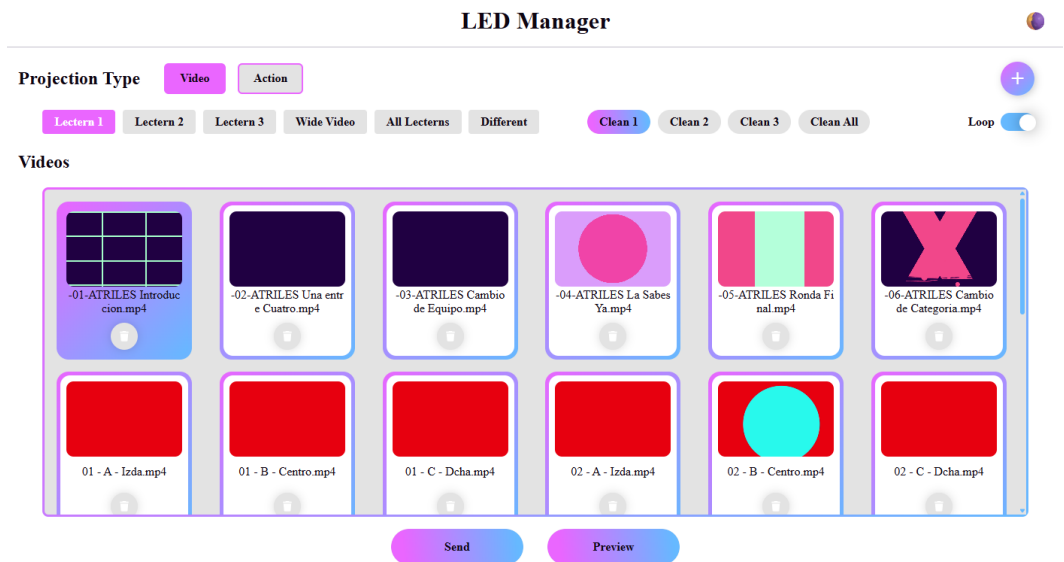 LED Manager
Projection Type Video Action +
Lectern 1 Lectern 2 Lectern 3 Wide Video All Lecterns Different Clean 1 Clean 2 Clean 3 Clean All Loop
Videos
-01-ATRILES Introduc
cion.mp4
-02-ATRILES Una entr
e Cuatro.mp4
-03-ATRILES Cambio
de Equipo.mp4
-04-ATRILES La Sabes
Ya.mp4
-05-ATRILES Ronda Fi
nal.mp4
-06-ATRILES Cambio
de Categoria.mp4
01 - A - Izda.mp4
01 - B - Centro.mp4
01 - C - Dcha.mp4
02 - A - Izda.mp4
02 - B - Centro.mp4
02 - C - Dcha.mp4
Send Preview